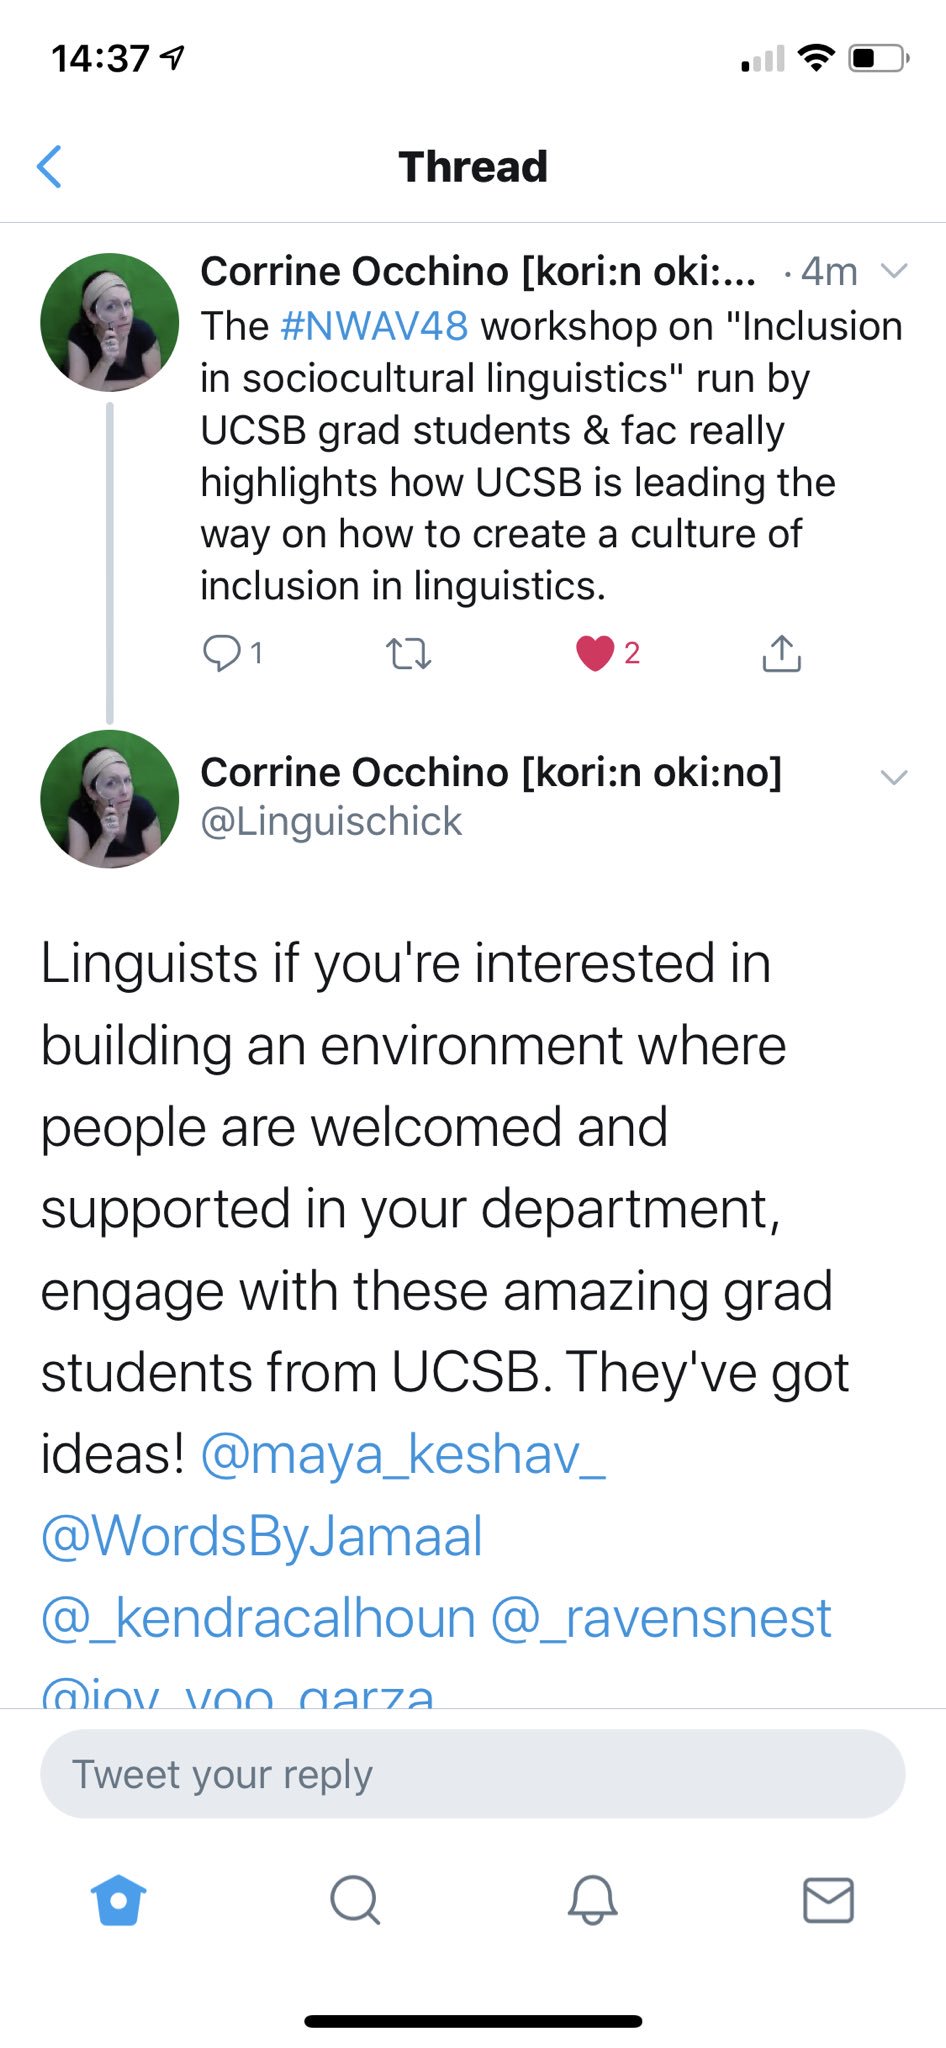 14:37
Thread
Corrine Occhino [kori:n oki:... · 4m
The #NWAV48 workshop on "Inclusion
in sociocultural linguistics" run by
UCSB grad students & fac really
highlights how UCSB is leading the
way on how to create a culture of
inclusion in linguistics.
1 2
Corrine Occhino [kori:n oki:no]
@Linguischick
Linguists if you're interested in
building an environment where
people are welcomed and
supported in your department,
engage with these amazing grad
students from UCSB. They've got
ideas! @maya_keshav_
@WordsByJamaal
@_kendracalhoun @_ravensnest
@joy_yoo_garza
Tweet your reply